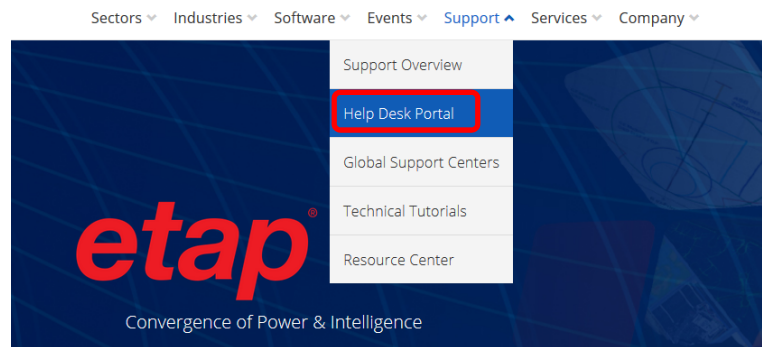 Sectors Industries Software Events Support Services Company
Support Overview
Help Desk Portal
Global Support Centers
Technical Tutorials
Resource Center
etap®
Convergence of Power & Intelligence